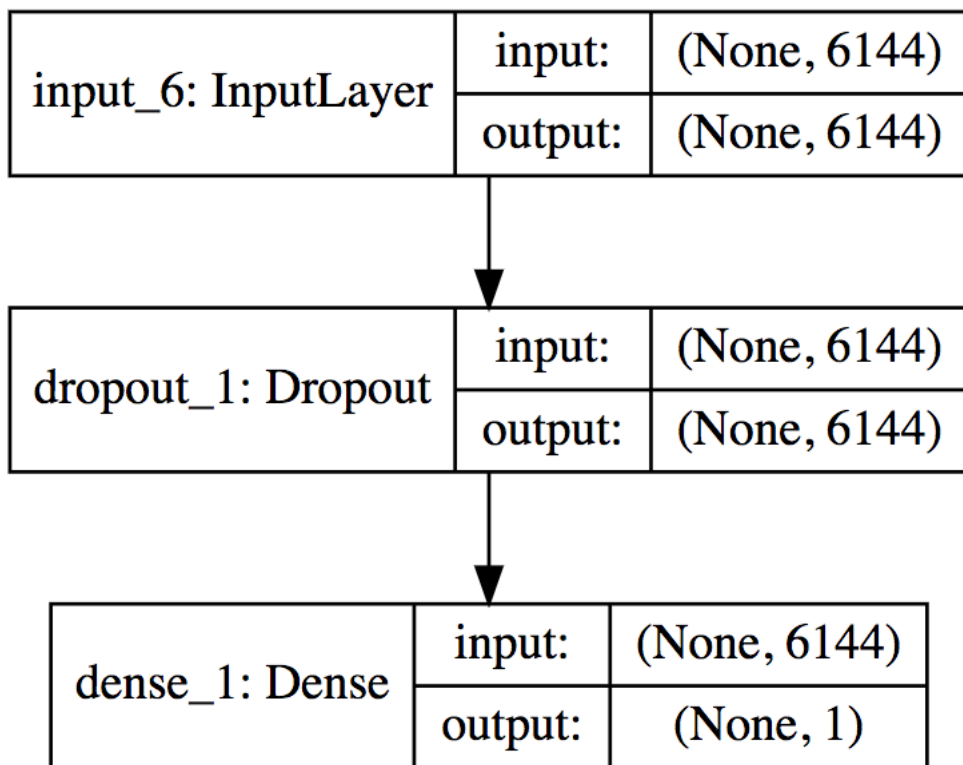 input_6: InputLayer
input: (None, 6144)
output: (None, 6144)
dropout_1: Dropout
input: (None, 6144)
output: (None, 6144)
dense_1: Dense
input: (None, 6144)
output: (None, 1)